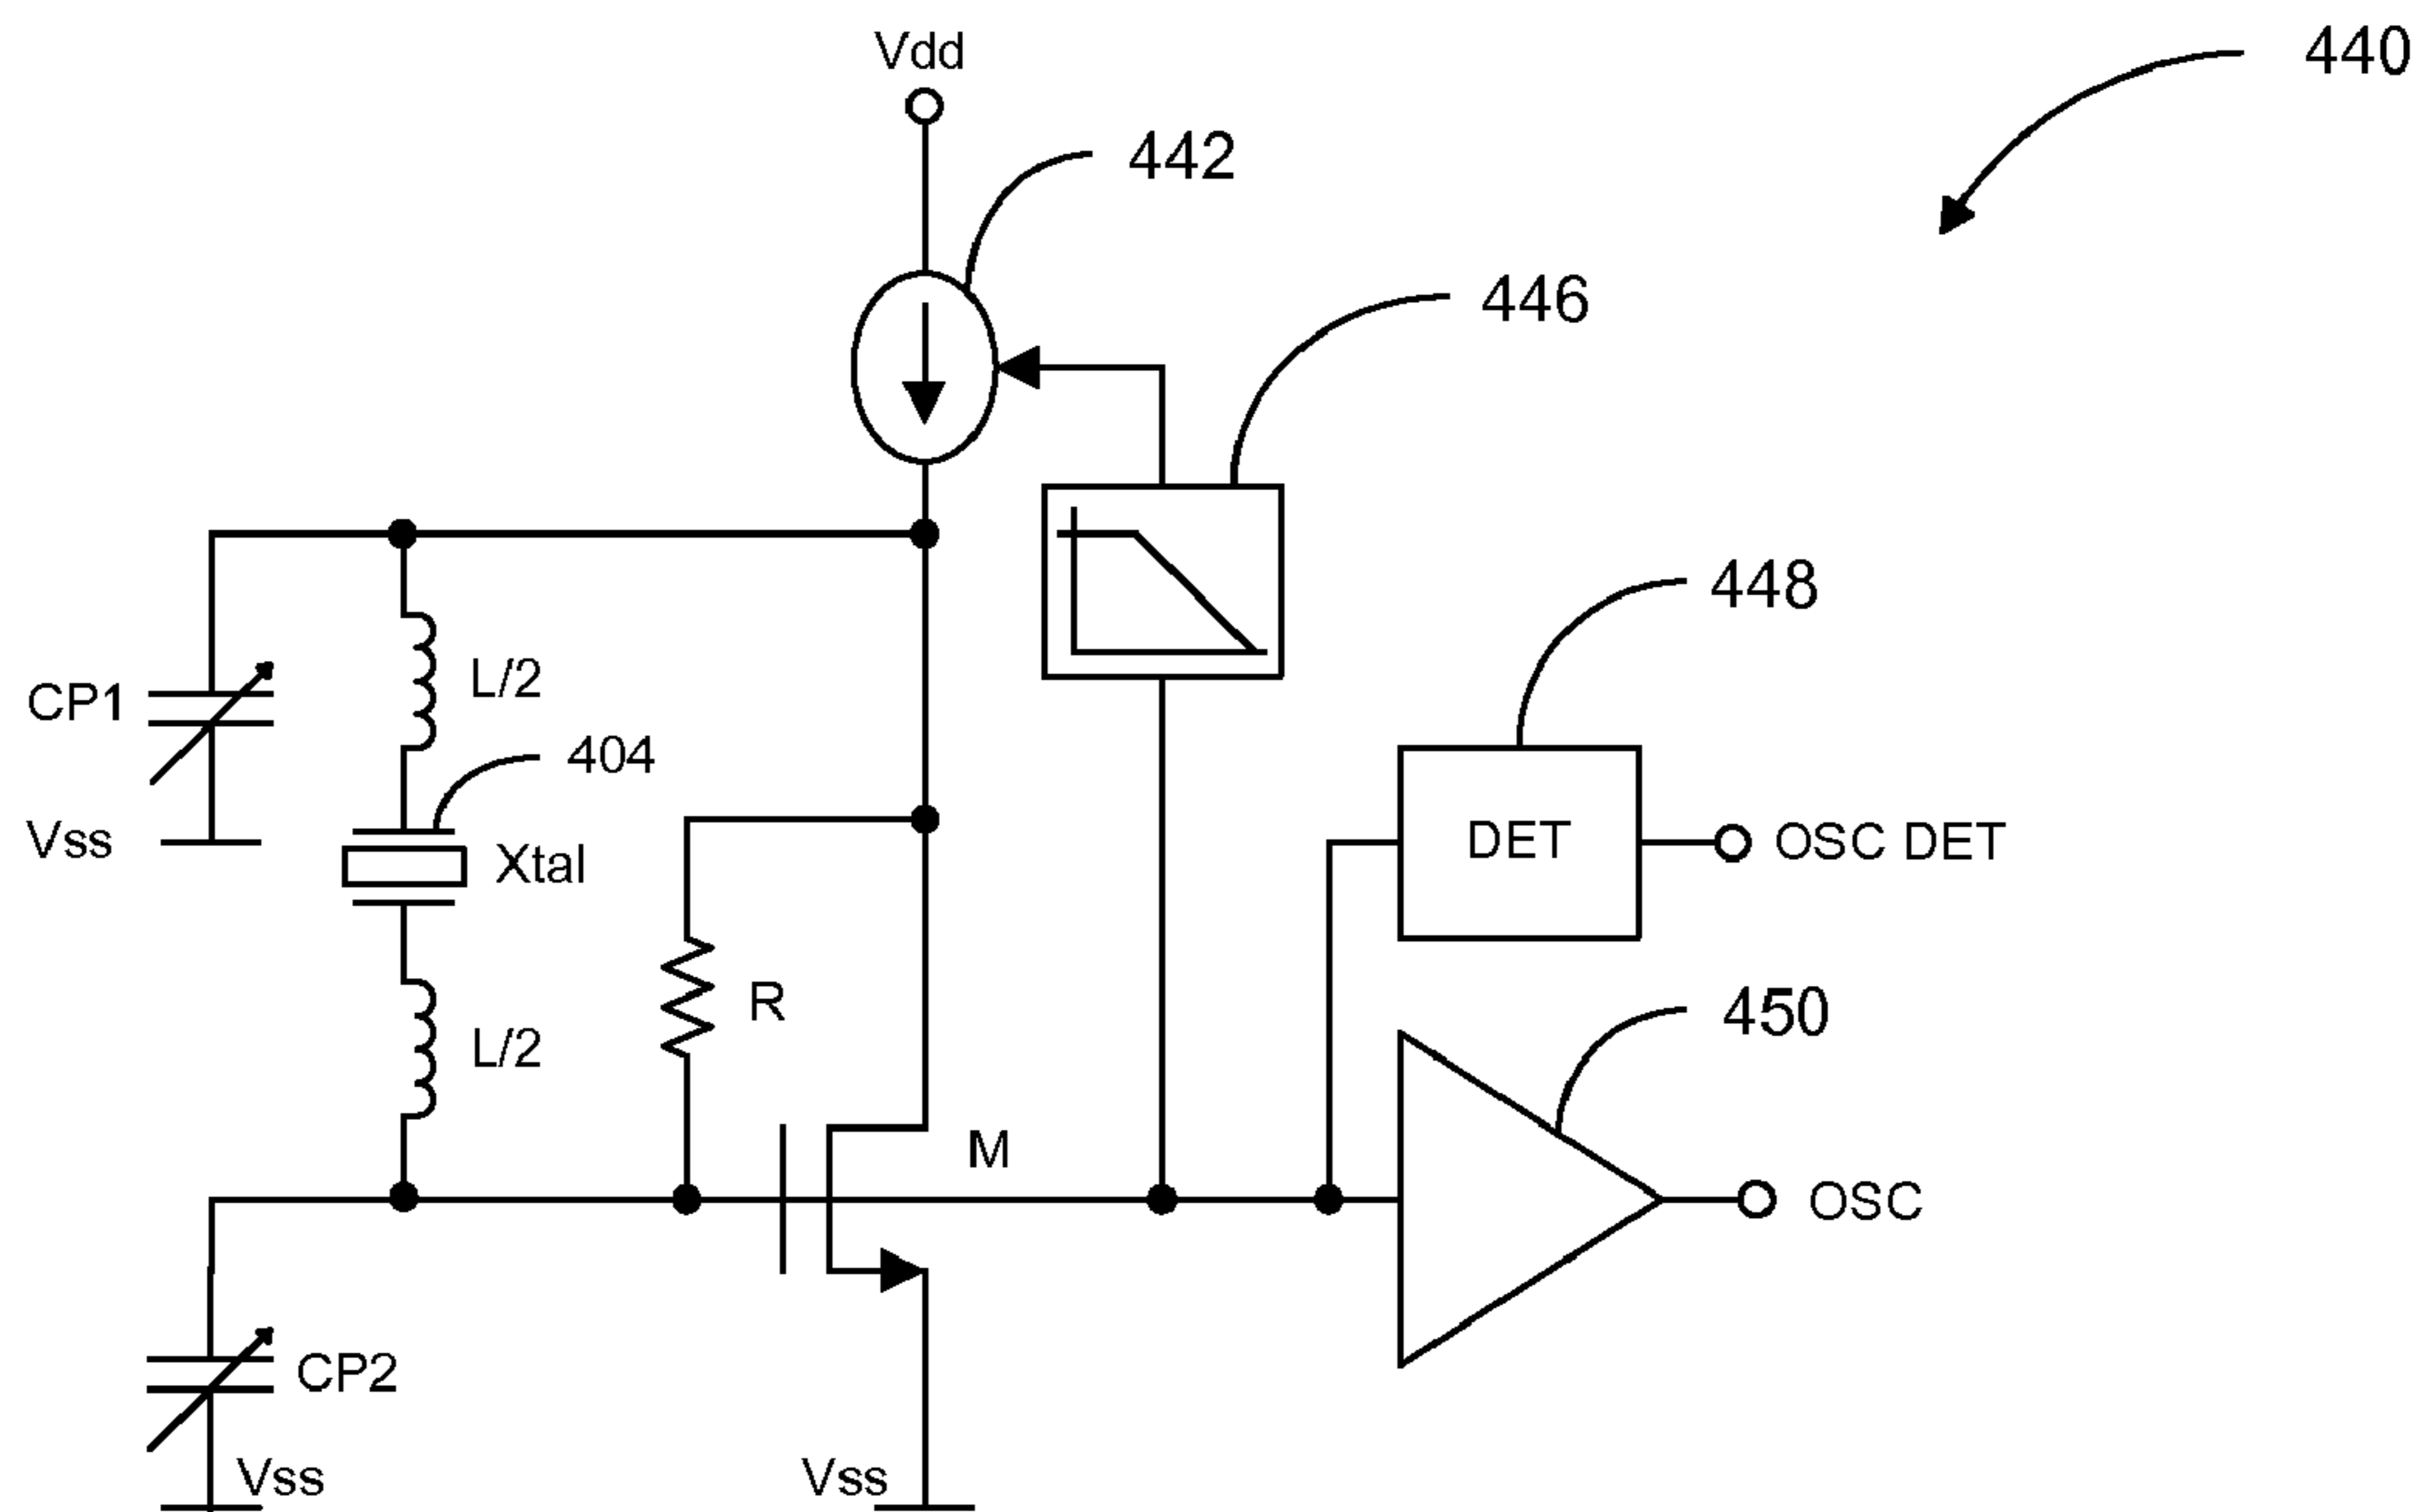 Vdd
440
442
446
448
L/2
CP1
404
Vss
Xtal
DET
OSC DET
R
450
L/2
M
OSC
CP2
Vss
Vss